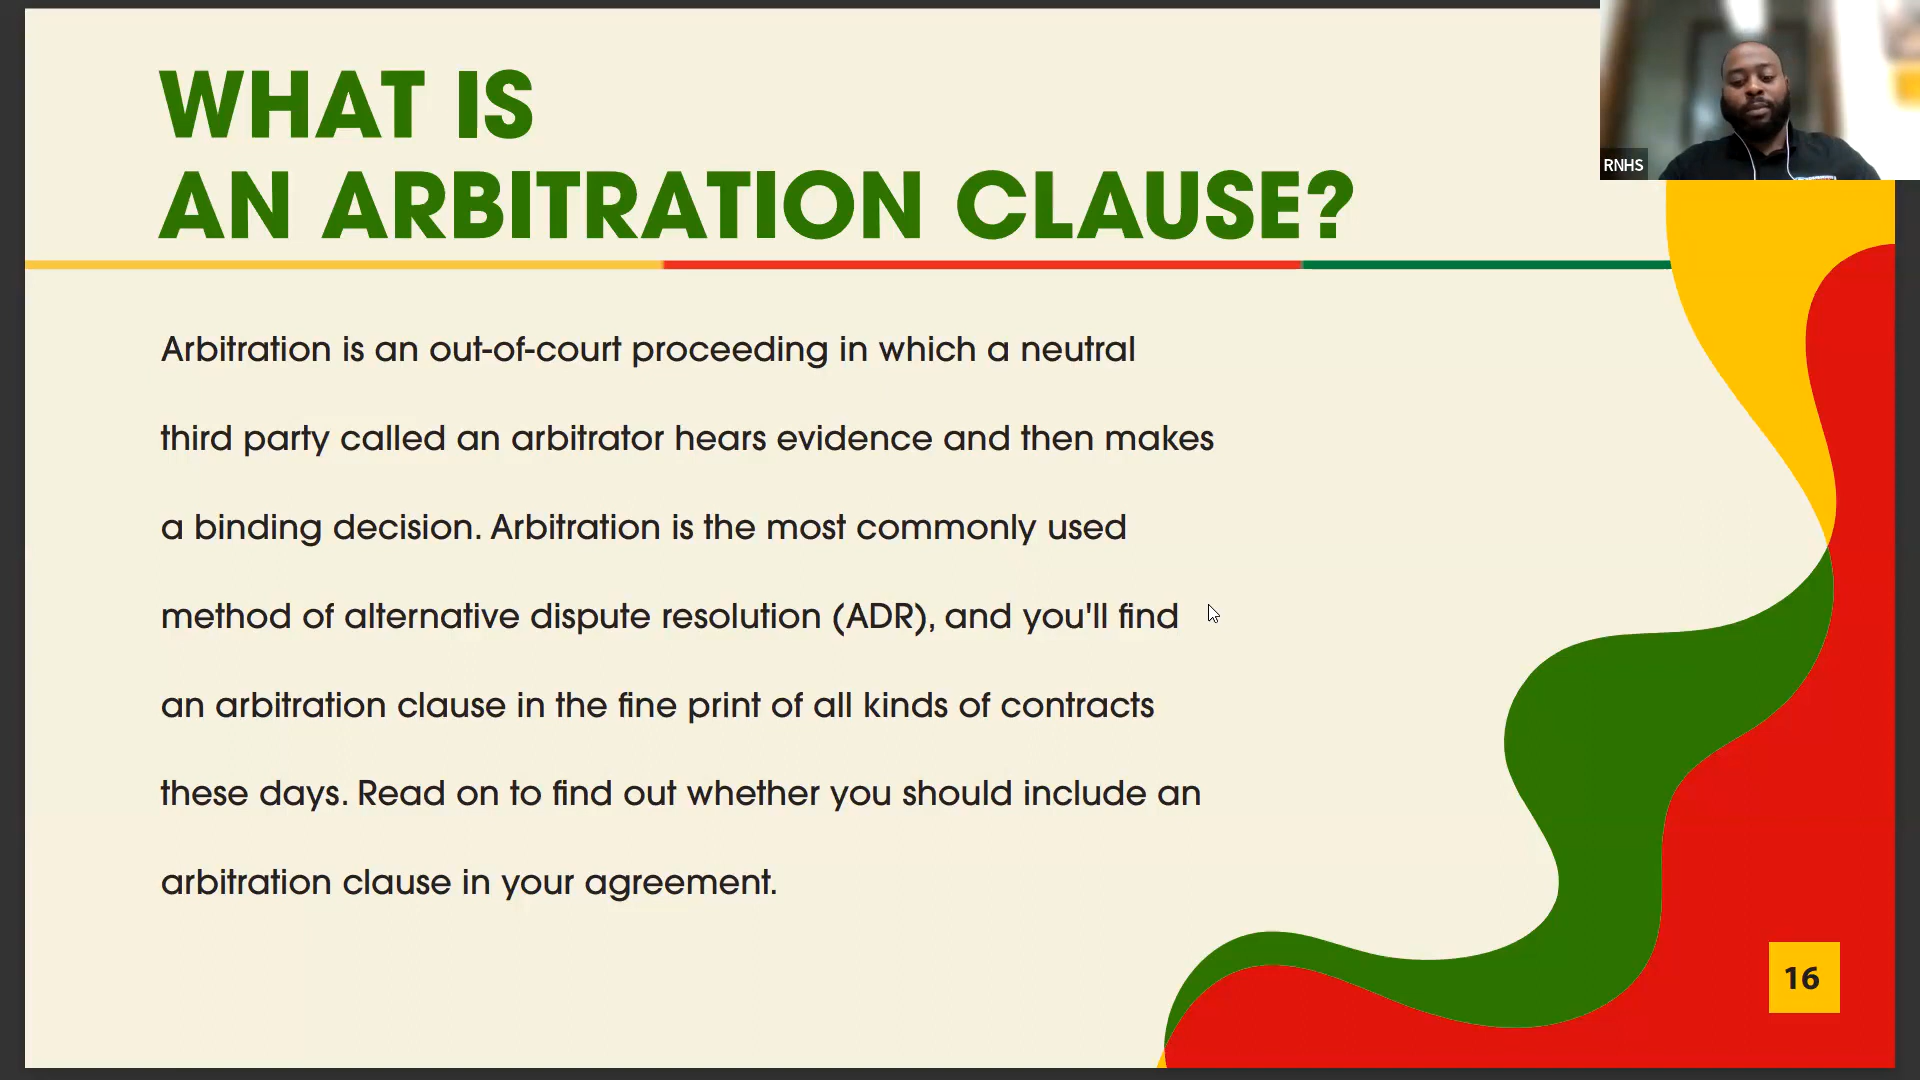 WHAT IS
AN ARBITRATION CLAUSE?
RNHS
Arbitration is an out-of-court proceeding in which a neutral
third party called an arbitrator hears evidence and then makes
a binding decision. Arbitration is the most commonly used
method of alternative dispute resolution (ADR), and you'll find
an arbitration clause in the fine print of all kinds of contracts
these days. Read on to find out whether you should include an
arbitration clause in your agreement.
16